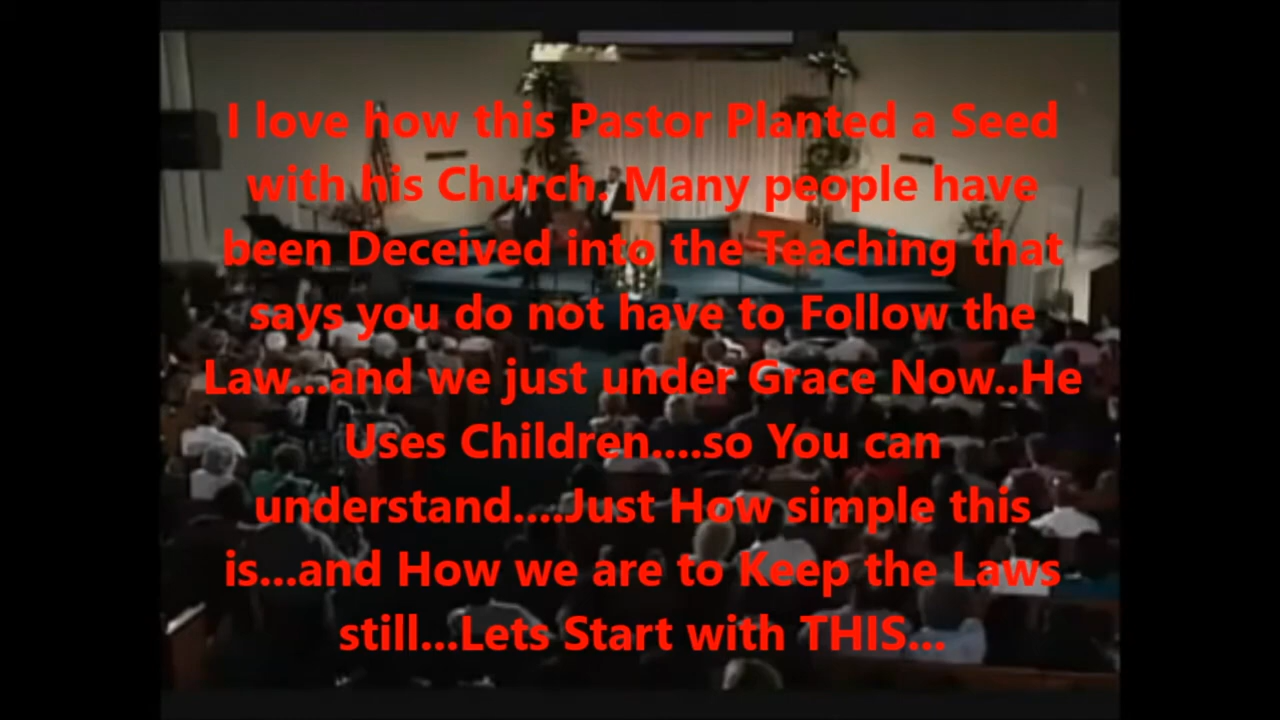 I love how this Pastor Planted a Seed
with his Church. Many people have
been Deceived into the Teaching that
says you do not have to Follow the
Law...and we just under Grace Now..He
Uses Children....so You can
understand....Just How simple this
is...and How we are to Keep the Laws
still...Lets Start with THIS...